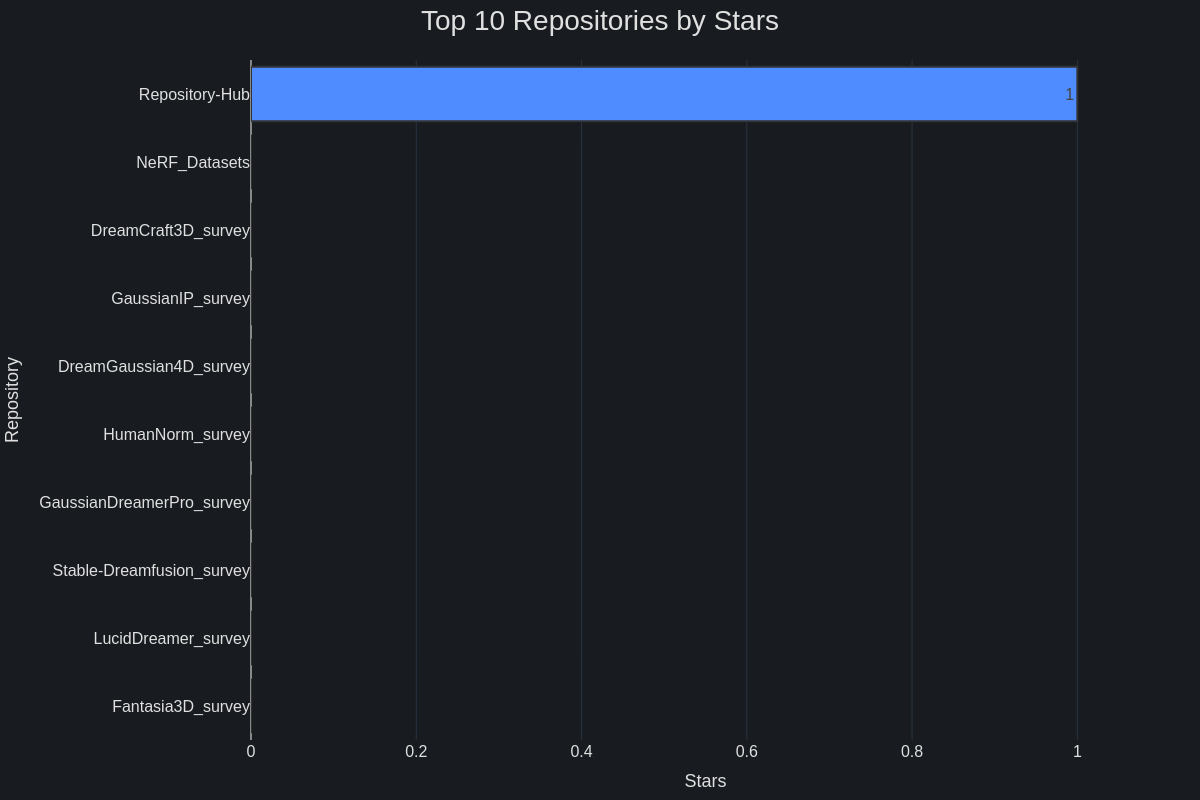 Top 10 Repositories by Stars
Repository
Repository-Hub
1
NeRF_Datasets
DreamCraft3D_survey
GaussianIP_survey
DreamGaussian4D_survey
HumanNorm_survey
GaussianDreamerPro_survey
Stable-Dreamfusion_survey
LucidDreamer_survey
Fantasia3D_survey
0 0.2 0.4 0.6 0.8 1
Stars